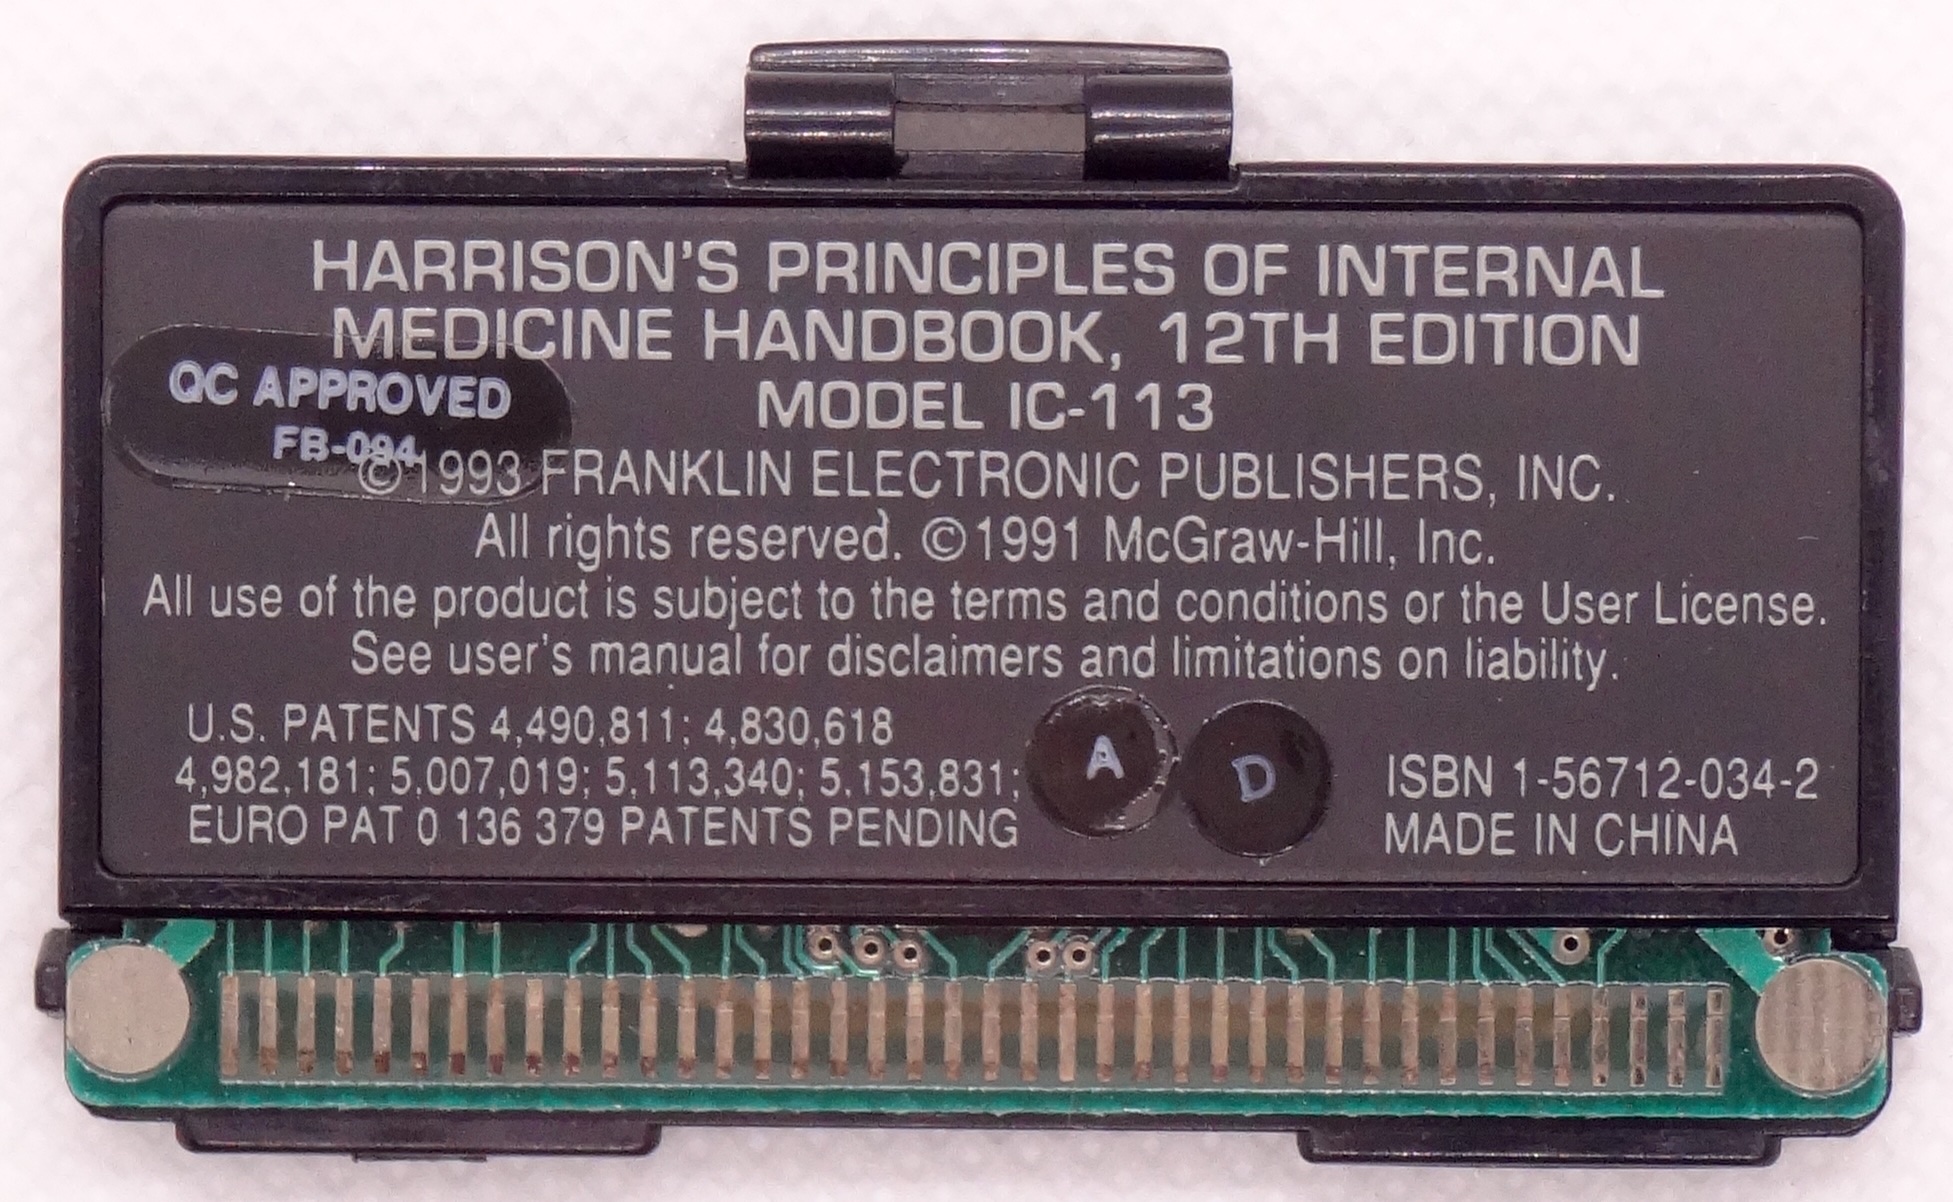 HARRISON'S PRINCIPLES OF INTERNAL
MEDICINE HANDBOOK, 12TH EDITION
MODEL IC-113
QC APPROVED
FB-094
©1993 FRANKLIN ELECTRONIC PUBLISHERS, INC.
All rights reserved. ©1991 McGraw-Hill, Inc.
All use of the product is subject to the terms and conditions or the User License.
See user's manual for disclaimers and limitations on liability.
U.S. PATENTS 4,490,811; 4,830,618
4,982,181; 5,007,019; 5,113,340; 5,153,831;
EURO PAT 0 136 379 PATENTS PENDING
A
D
ISBN 1-56712-034-2
MADE IN CHINA